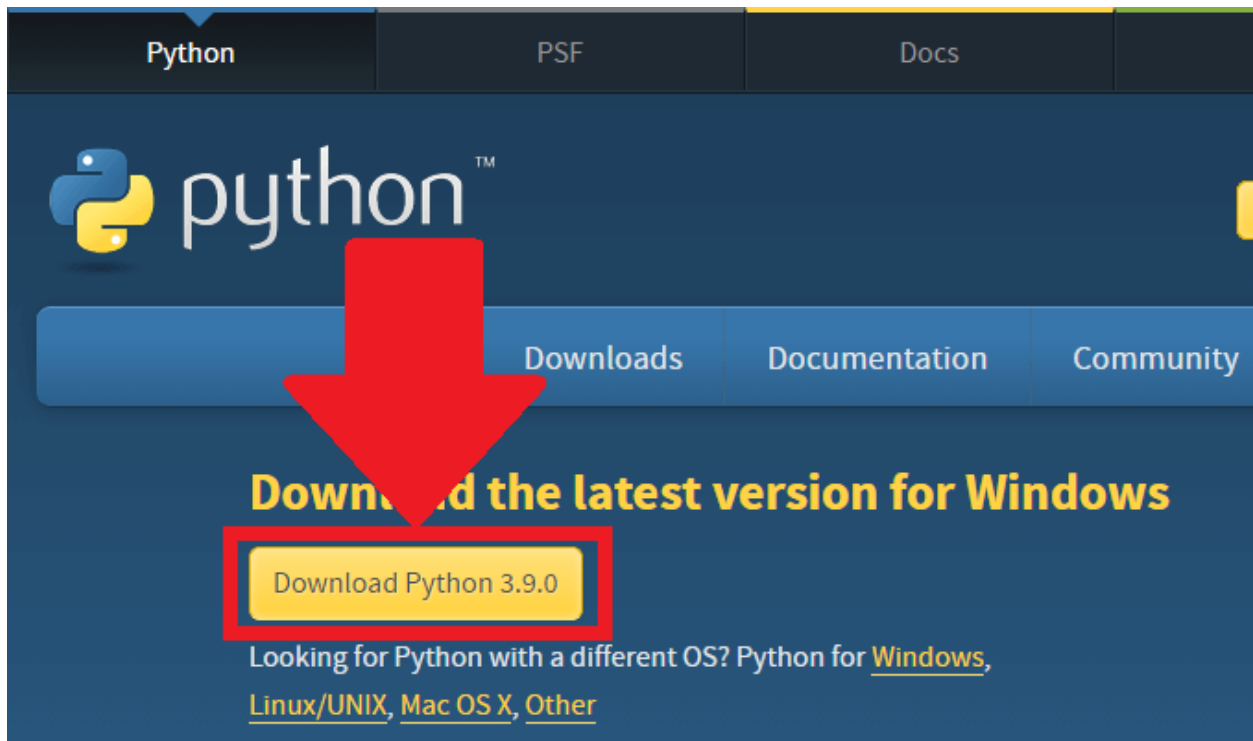 Python PSF Docs
python™
Downloads Documentation Community
the latest version for Windows
Download Python 3.9.0
Looking for Python with a different OS? Python for Windows,
Linux/UNIX, Mac OS X, Other